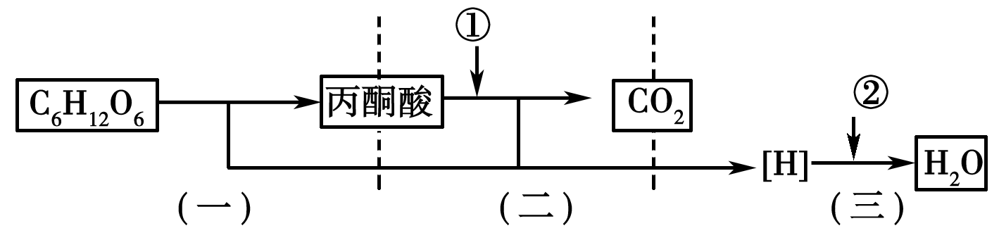 ①
C₆H₁₂O₆
丙酮酸
CO₂
②
[H]
H₂O
(一)
(二)
(三)